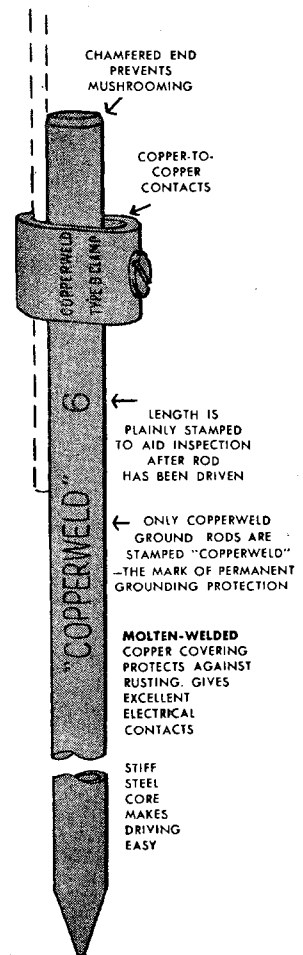 CHAMFERED END
PREVENTS
MUSHROOMING
COPPER-TO-
COPPER
CONTACTS
COPPERWELD
TYPE B CLAMP
6
LENGTH IS
PLAINLY STAMPED
TO AID INSPECTION
AFTER ROD
HAS BEEN DRIVEN
"COPPERWELD"
ONLY COPPERWELD
GROUND RODS ARE
STAMPED "COPPERWELD"
—THE MARK OF PERMANENT
GROUNDING PROTECTION
MOLTEN-WELDED
COPPER COVERING
PROTECTS AGAINST
RUSTING. GIVES
EXCELLENT
ELECTRICAL
CONTACTS
STIFF
STEEL
CORE
MAKES
DRIVING
EASY